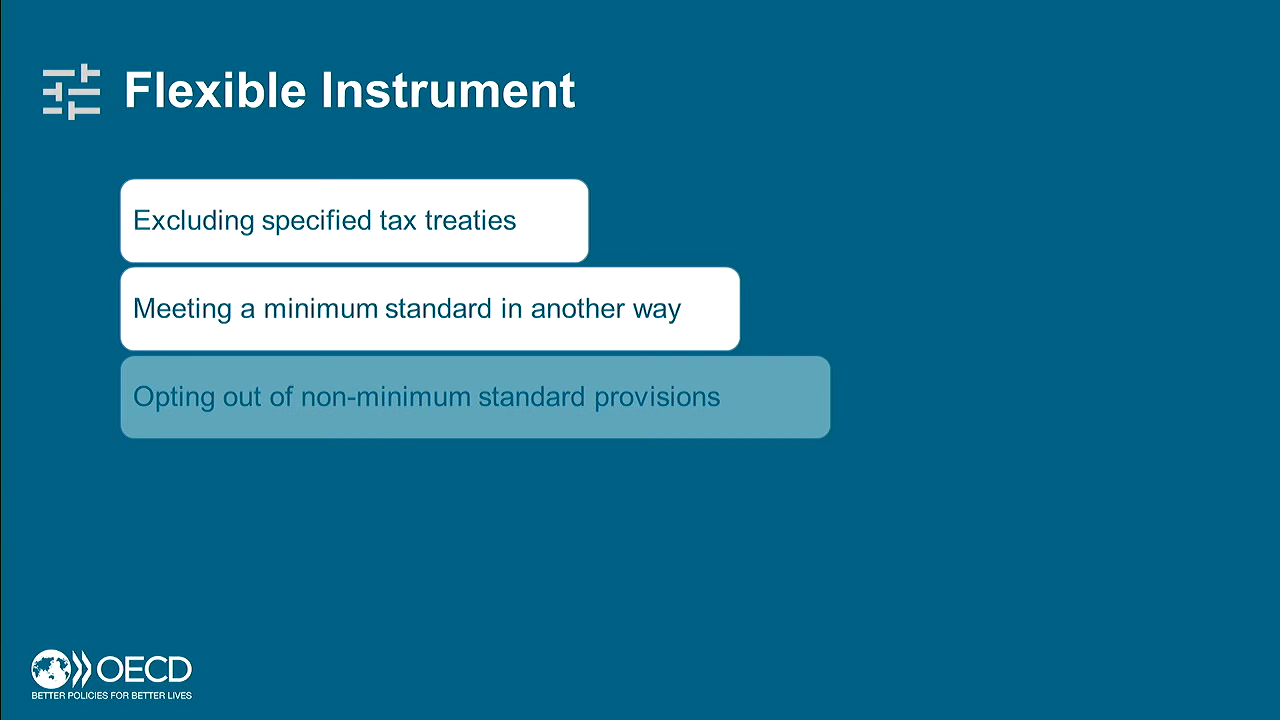 Flexible Instrument
Excluding specified tax treaties
Meeting a minimum standard in another way
Opting out of non-minimum standard provisions
OECD
BETTER POLICIES FOR BETTER LIVES